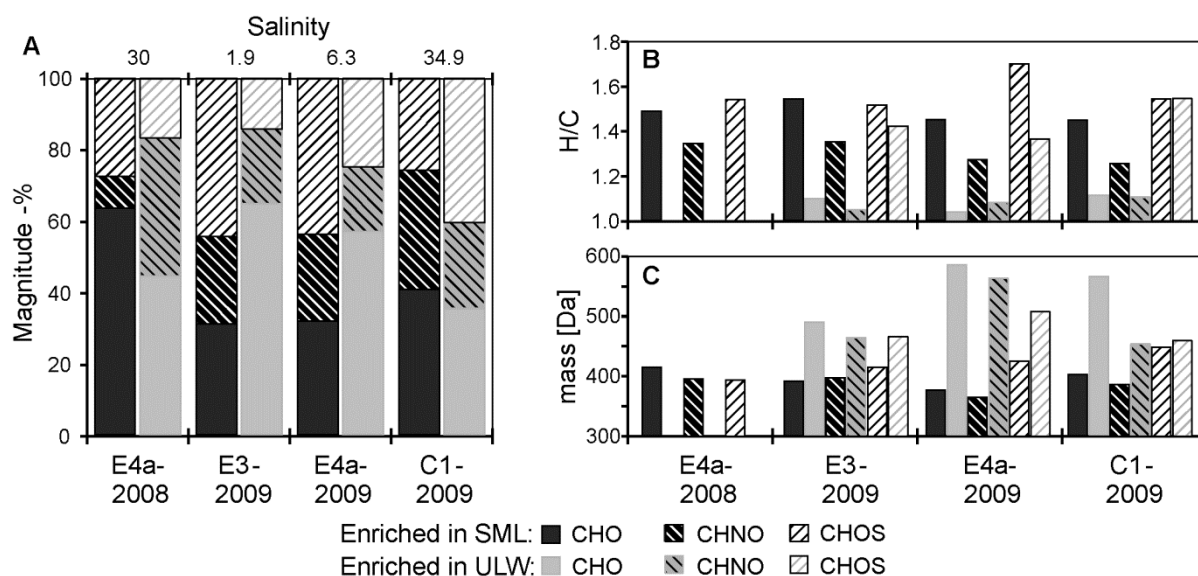 Salinity
A
30 1.9 6.3 34.9
100
80
60
40
20
0
Magnitude -%
E4a- E3- E4a- C1-
2008 2009 2009 2009
B
1.8
1.6
1.4
1.2
1.0
H/C
C
600
500
400
300
mass [Da]
E4a- E3- E4a- C1-
2008 2009 2009 2009
Enriched in SML: CHO CHNO CHOS
Enriched in ULW: CHO CHNO CHOS